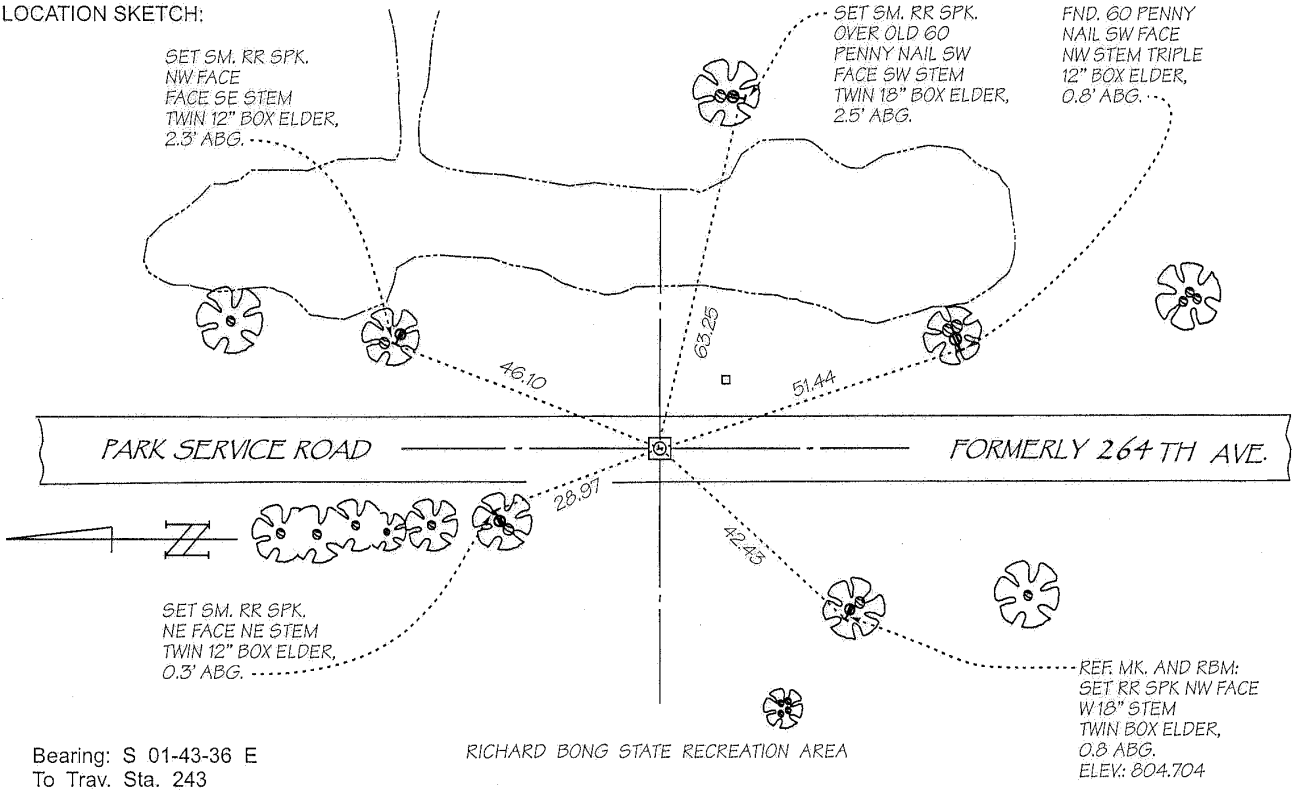 LOCATION SKETCH:
SET SM. RR SPK.
NW FACE
FACE SE STEM
TWIN 12" BOX ELDER,
2.3' ABG.
SET SM. RR SPK.
OVER OLD 60
PENNY NAIL SW
FACE SW STEM
TWIN 18" BOX ELDER,
2.5' ABG.
FND. 60 PENNY
NAIL SW FACE
NW STEM TRIPLE
12" BOX ELDER,
0.8' ABG.
63.25
46.10
51.44
PARK SERVICE ROAD
FORMERLY 264TH AVE.
28.97
42.43
N
SET SM. RR SPK.
NE FACE NE STEM
TWIN 12" BOX ELDER,
0.3' ABG.
REF. MK. AND RBM:
SET RR SPK NW FACE
W 18" STEM
TWIN BOX ELDER,
0.8 ABG.
ELEV.: 804.704
RICHARD BONG STATE RECREATION AREA
Bearing: S 01-43-36 E
To Trav. Sta. 243